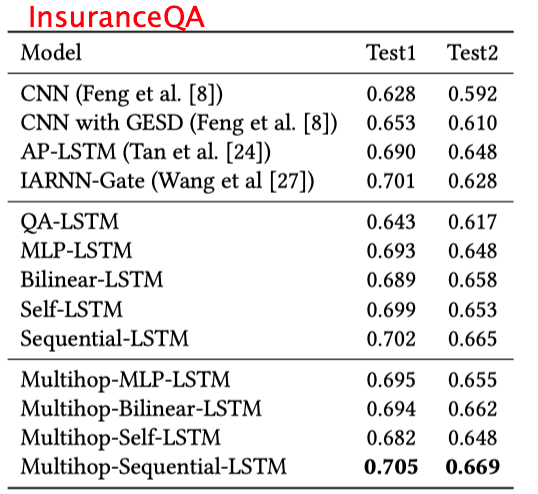 InsuranceQA
Model Test1 Test2
CNN (Feng et al. [8]) 0.628 0.592
CNN with GESD (Feng et al. [8]) 0.653 0.610
AP-LSTM (Tan et al. [24]) 0.690 0.648
IARNN-Gate (Wang et al [27]) 0.701 0.628
QA-LSTM 0.643 0.617
MLP-LSTM 0.693 0.648
Bilinear-LSTM 0.689 0.658
Self-LSTM 0.699 0.653
Sequential-LSTM 0.702 0.665
Multihop-MLP-LSTM 0.695 0.655
Multihop-Bilinear-LSTM 0.694 0.662
Multihop-Self-LSTM 0.682 0.648
Multihop-Sequential-LSTM 0.705 0.669